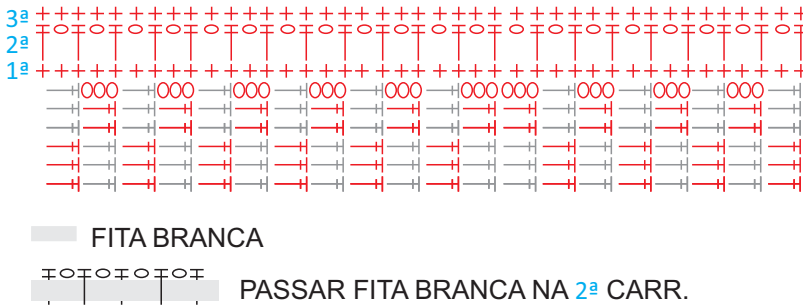 3ª
2ª
1ª
FITA BRANCA
PASSAR FITA BRANCA NA 2ª CARR.